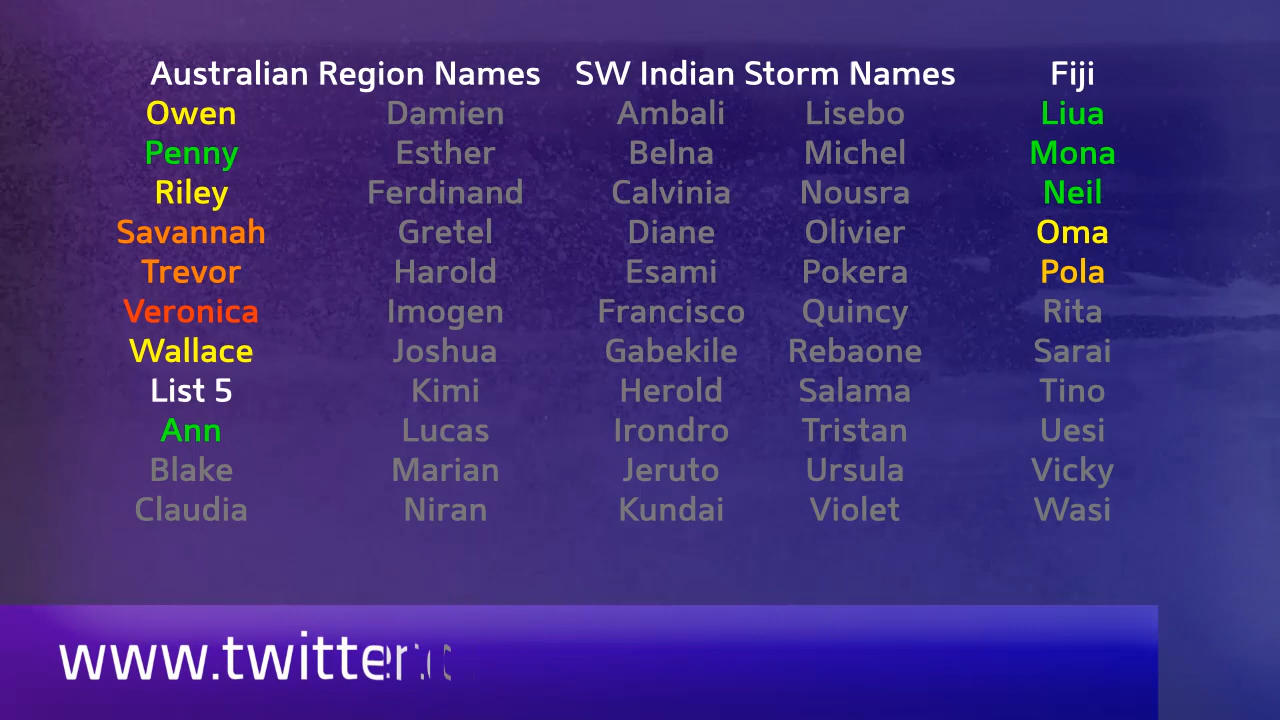 Australian Region Names SW Indian Storm Names Fiji
Owen Damien Ambali Lisebo Liua
Penny Esther Belna Michel Mona
Riley Ferdinand Calvinia Nousra Neil
Savannah Gretel Diane Olivier Oma
Trevor Harold Esami Pokera Pola
Veronica Imogen Francisco Quincy Rita
Wallace Joshua Gabekile Rebaone Sarai
List 5 Kimi Herold Salama Tino
Ann Lucas Irondro Tristan Uesi
Blake Marian Jeruto Ursula Vicky
Claudia Niran Kundai Violet Wasi
www.twitter